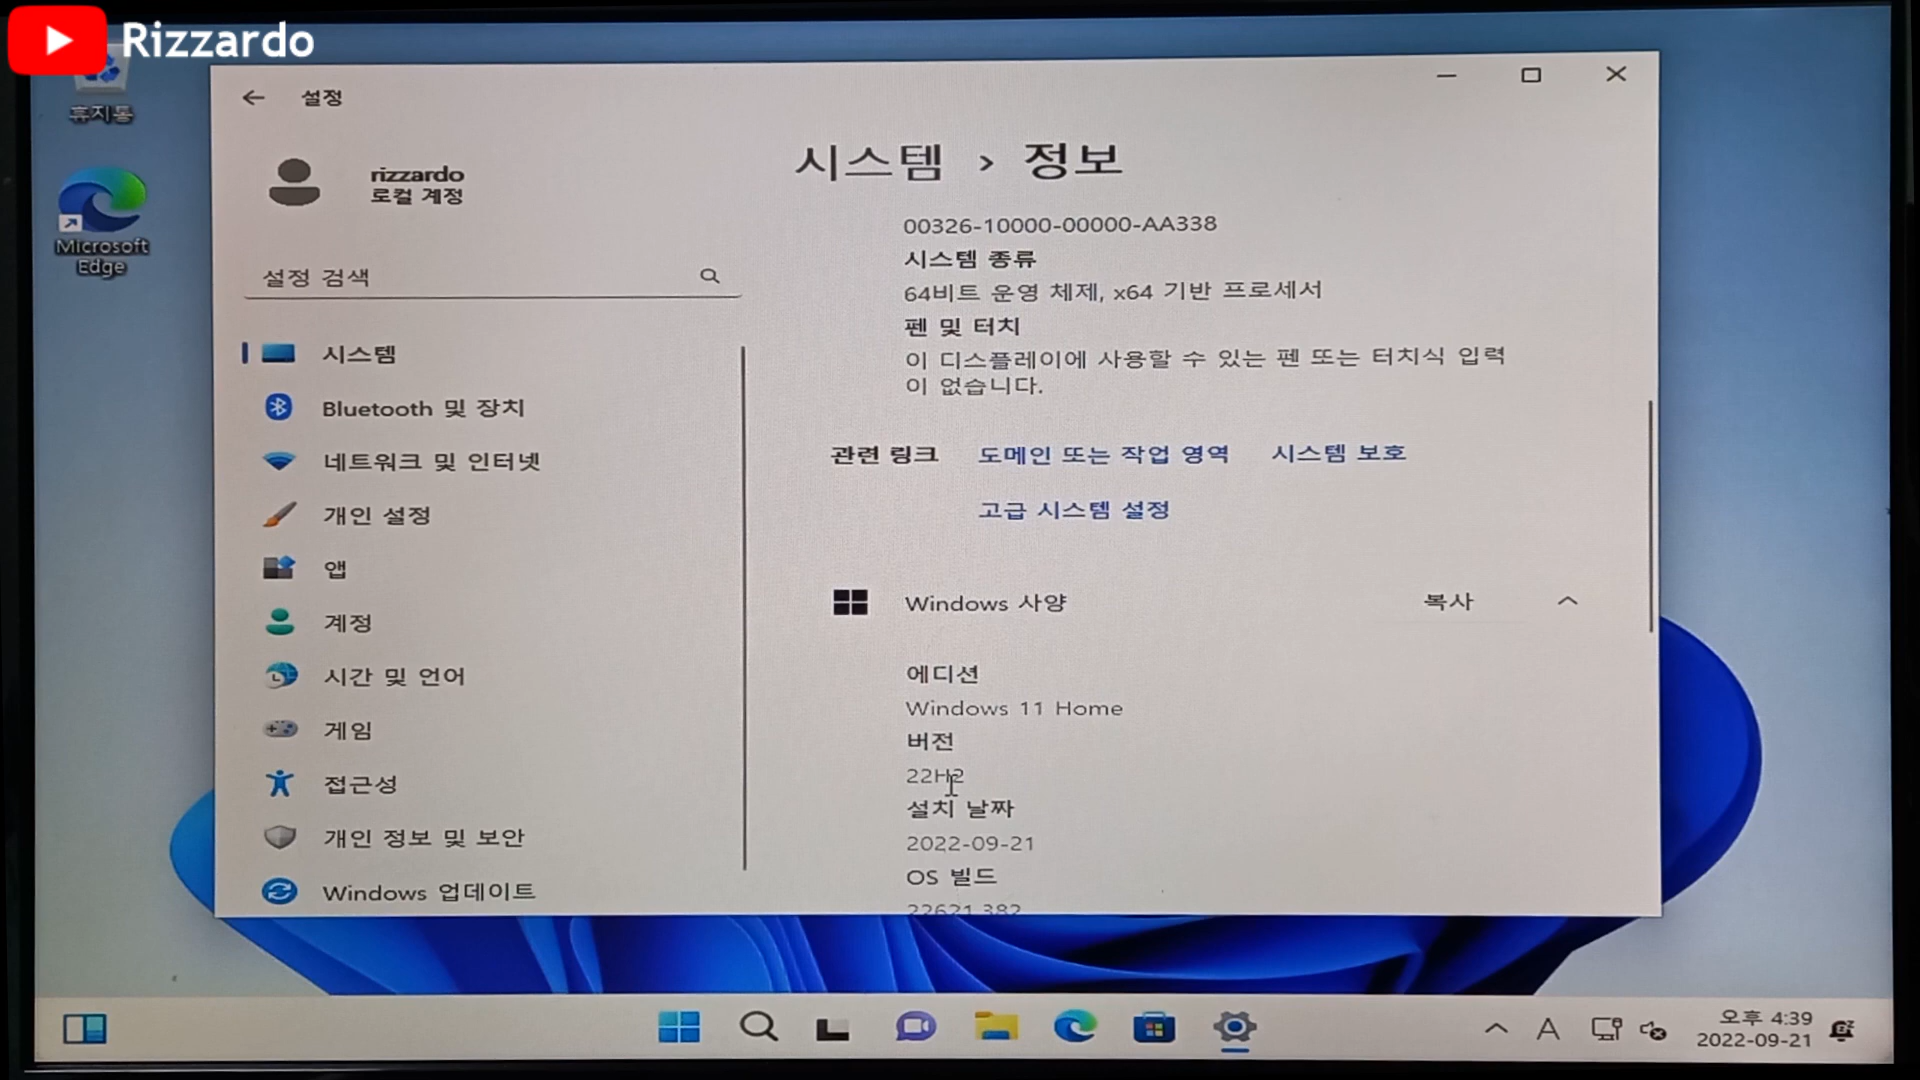 Rizzardo
휴지통
Microsoft
Edge
설정
rizzardo
로컬 계정
설정 검색
시스템
Bluetooth 및 장치
네트워크 및 인터넷
개인 설정
앱
계정
시간 및 언어
게임
접근성
개인 정보 및 보안
Windows 업데이트
시스템 › 정보
00326-10000-00000-AA338
시스템 종류
64비트 운영 체제, x64 기반 프로세서
펜 및 터치
이 디스플레이에 사용할 수 있는 펜 또는 터치식 입력
이 없습니다.
관련 링크 도메인 또는 작업 영역 시스템 보호
고급 시스템 설정
Windows 사양 복사
에디션
Windows 11 Home
버전
22H2
설치 날짜
2022-09-21
OS 빌드
22621.382
A
오후 4:39
2022-09-21